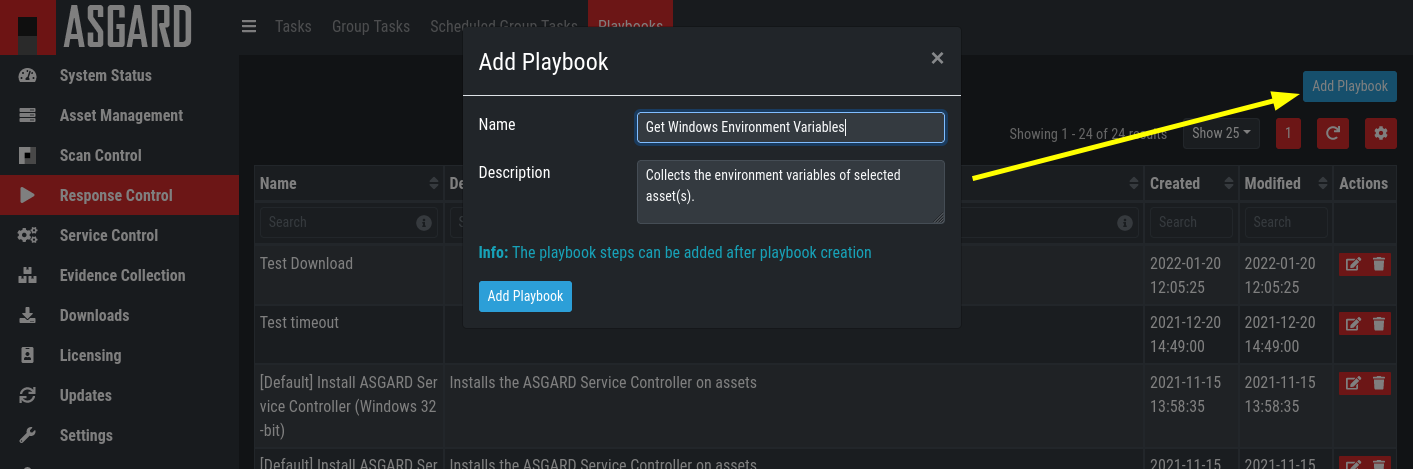 ASGARD
Tasks
Group Tasks
Scheduled Group Tasks
Playbooks
System Status
Asset Management
Scan Control
Response Control
Service Control
Evidence Collection
Downloads
Licensing
Updates
Settings
Add Playbook
×
Name
Get Windows Environment Variables
Description
Collects the environment variables of selected
asset(s).
Info: The playbook steps can be added after playbook creation
Add Playbook
Add Playbook
Showing 1 - 24 of 24 results
Show 25
1
Name
De
Created
Modified
Actions
Search
Search
Search
Test Download
2022-01-20
12:05:25
2022-01-20
12:05:25
Test timeout
2021-12-20
14:49:00
2021-12-20
14:49:00
[Default] Install ASGARD Ser
vice Controller (Windows 32
-bit)
Installs the ASGARD Service Controller on assets
2021-11-15
13:58:35
2021-11-15
13:58:35
[Default] Install ASGARD Ser
Installs the ASGARD Service Controller on assets
2021-11-15
2021-11-15